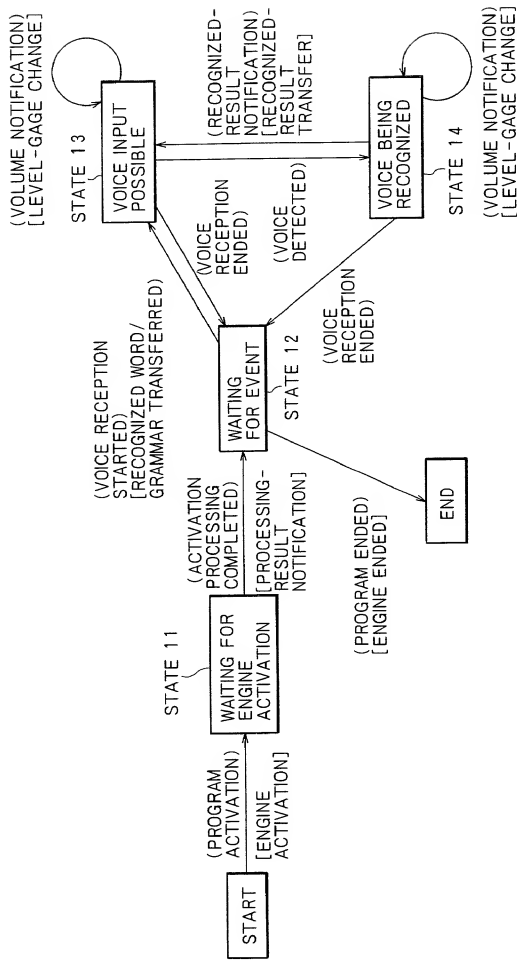 START
(PROGRAM
ACTIVATION)
[ENGINE
ACTIVATION]
STATE 11
WAITING FOR
ENGINE
ACTIVATION
(ACTIVATION
PROCESSING
COMPLETED)
[PROCESSING-
RESULT
NOTIFICATION]
WAITING
FOR EVENT
STATE 12
(PROGRAM ENDED)
[ENGINE ENDED]
END
(VOICE RECEPTION
STARTED)
[RECOGNIZED WORD/
GRAMMAR TRANSFERRED]
(VOICE
RECEPTION
ENDED)
(VOLUME NOTIFICATION)
[LEVEL-GAGE CHANGE]
STATE 13
VOICE INPUT
POSSIBLE
(VOICE
DETECTED)
(RECOGNIZED-
RESULT
NOTIFICATION)
[RECOGNIZED-
RESULT
TRANSFER]
(VOICE
RECEPTION
ENDED)
VOICE BEING
RECOGNIZED
STATE 14
(VOLUME NOTIFICATION)
[LEVEL-GAGE CHANGE]